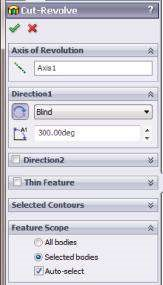 Cut-Revolve ?
Axis of Revolution
Axis1
Direction1
Blind
A1 300.00deg
Direction2
Thin Feature
Selected Contours
Feature Scope
All bodies
Selected bodies
Auto-select